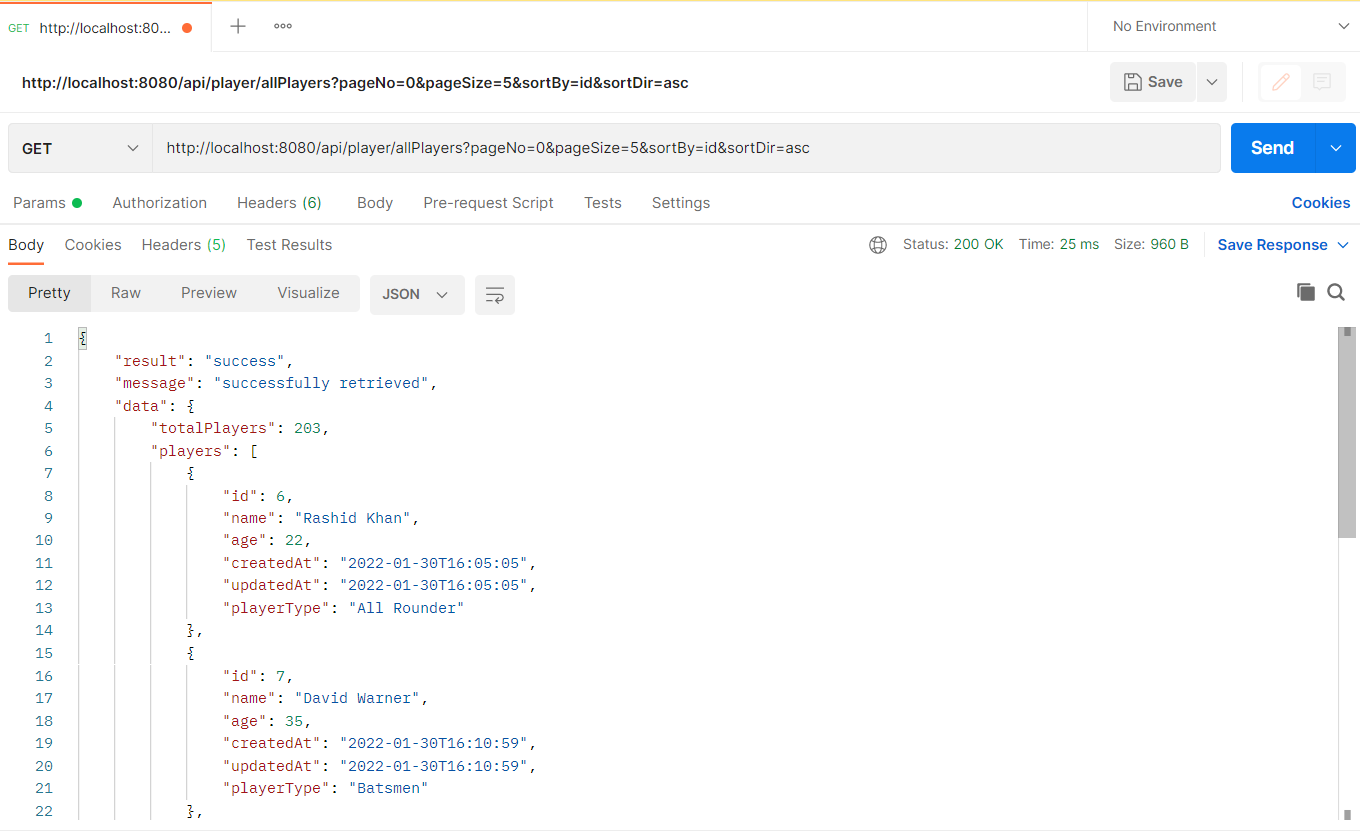 GET http://localhost:80...
No Environment
http://localhost:8080/api/player/allPlayers?pageNo=0&pageSize=5&sortBy=id&sortDir=asc
Save
GET http://localhost:8080/api/player/allPlayers?pageNo=0&pageSize=5&sortBy=id&sortDir=asc Send
Params Authorization Headers (6) Body Pre-request Script Tests Settings Cookies
Body Cookies Headers (5) Test Results Status: 200 OK Time: 25 ms Size: 960 B Save Response
Pretty Raw Preview Visualize JSON
1 {
2 "result": "success",
3 "message": "successfully retrieved",
4 "data": {
5 "totalPlayers": 203,
6 "players": [
7 {
8 "id": 6,
9 "name": "Rashid Khan",
10 "age": 22,
11 "createdAt": "2022-01-30T16:05:05",
12 "updatedAt": "2022-01-30T16:05:05",
13 "playerType": "All Rounder"
14 },
15 {
16 "id": 7,
17 "name": "David Warner",
18 "age": 35,
19 "createdAt": "2022-01-30T16:10:59",
20 "updatedAt": "2022-01-30T16:10:59",
21 "playerType": "Batsmen"
22 },